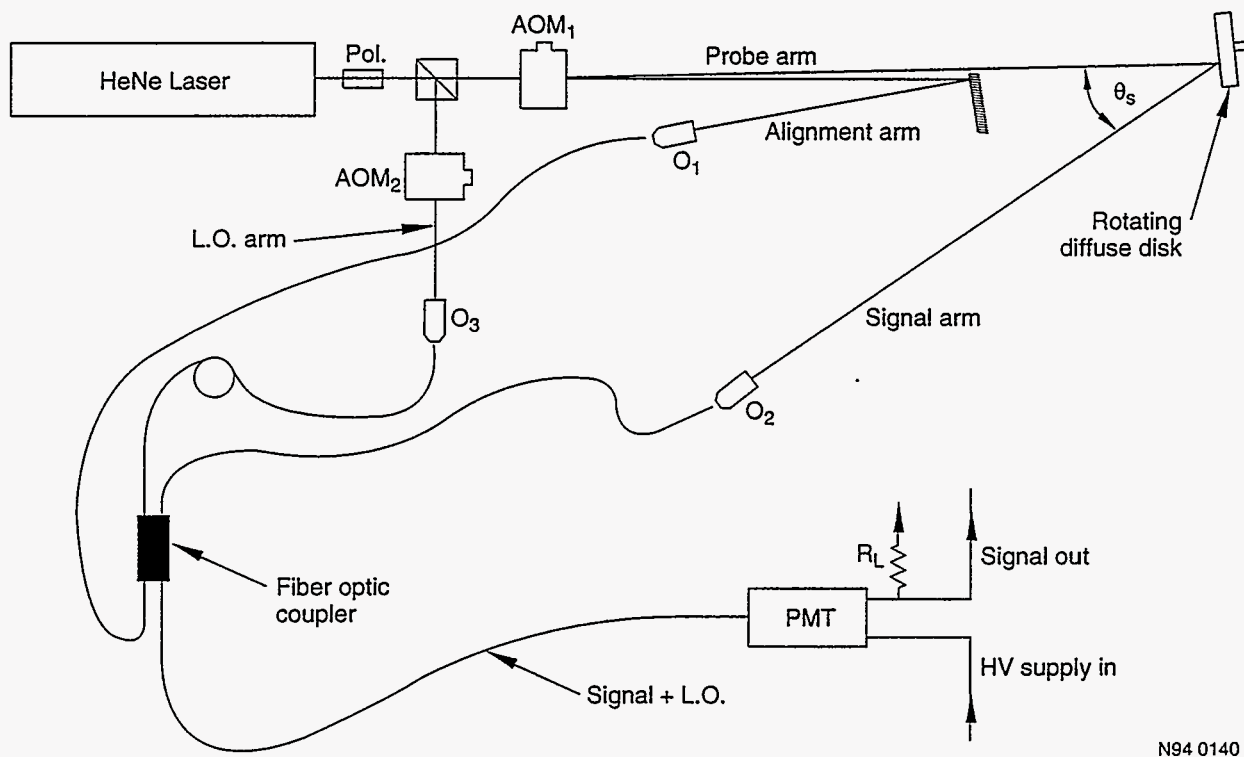 HeNe Laser
Pol.
AOM1
Probe arm
θs
Alignment arm
O1
AOM2
L.O. arm
Rotating
diffuse disk
O3
Signal arm
O2
RL
Signal out
Fiber optic
coupler
PMT
HV supply in
Signal + L.O.
N94 0140